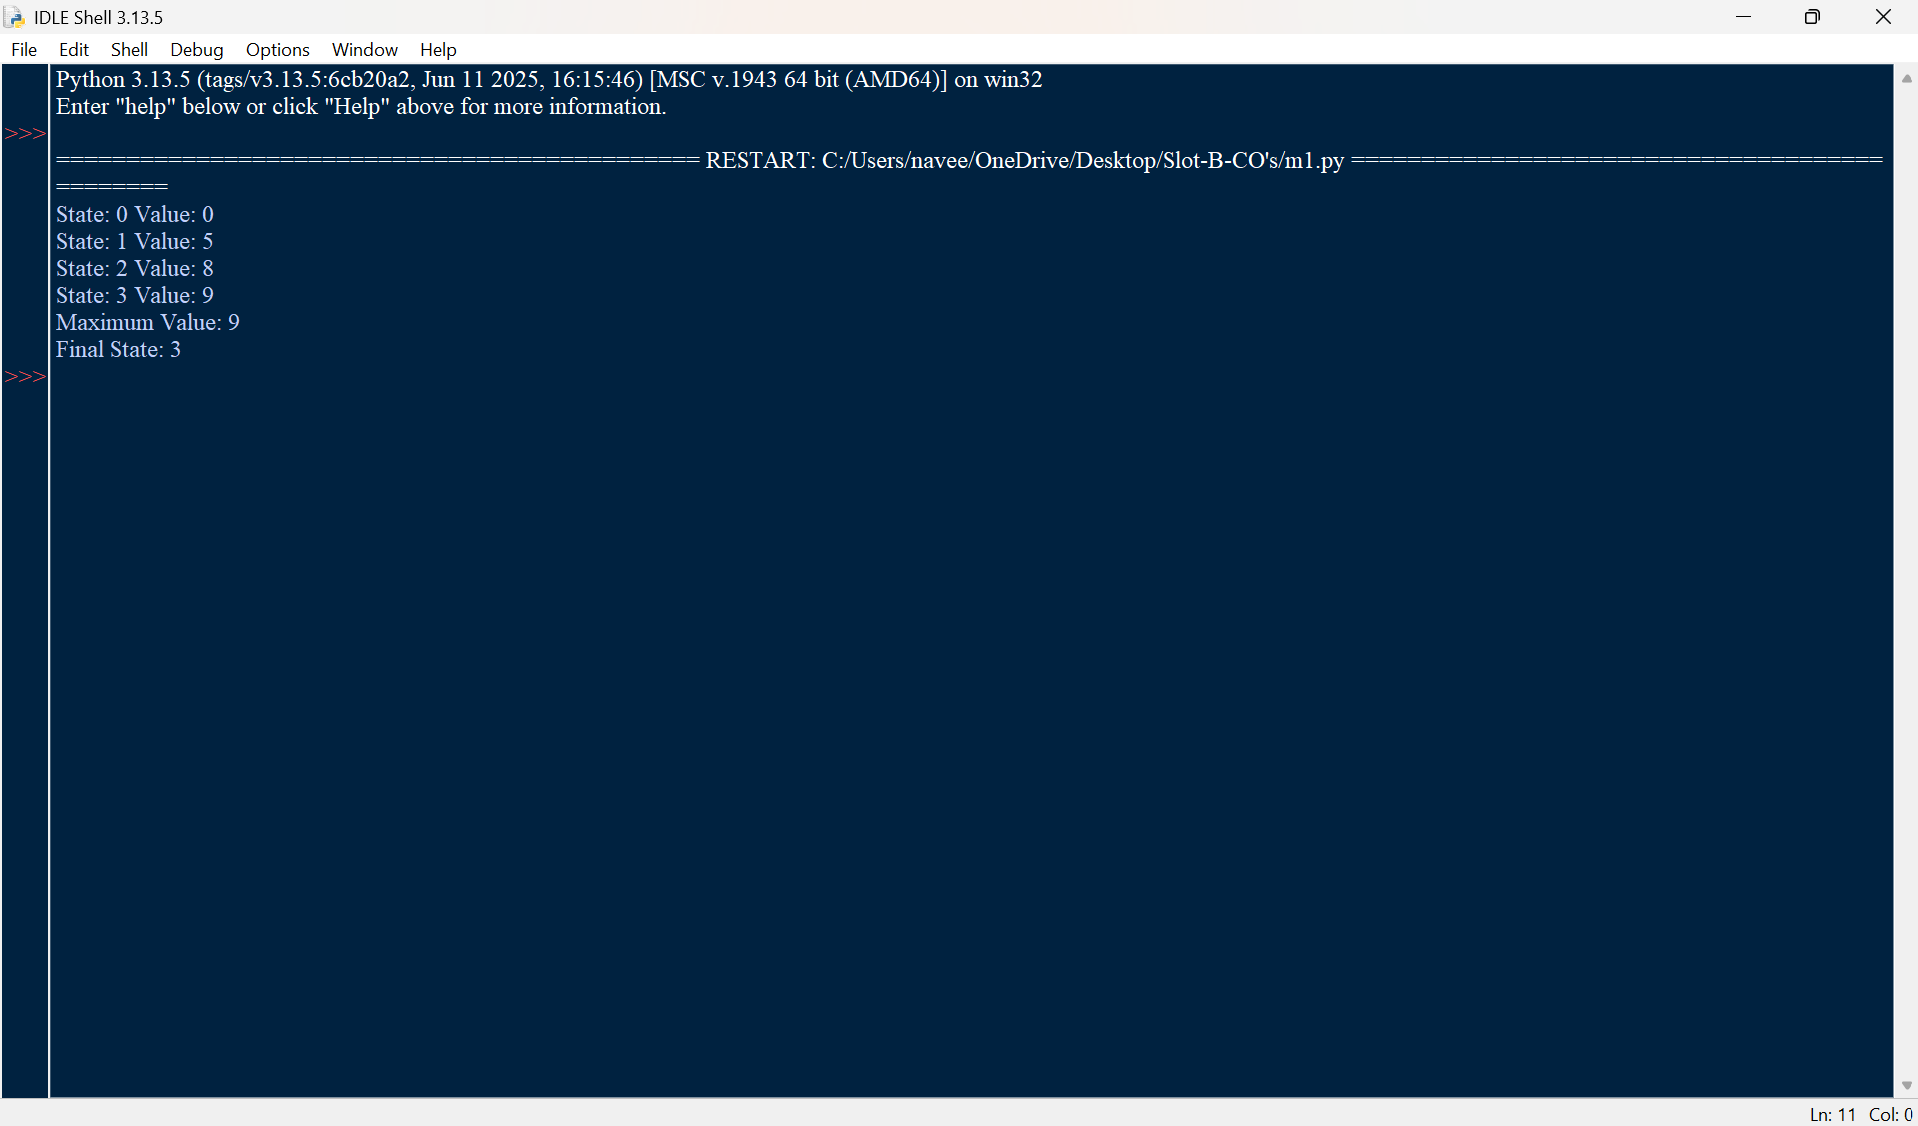 IDLE Shell 3.13.5
File Edit Shell Debug Options Window Help
Python 3.13.5 (tags/v3.13.5:6cb20a2, Jun 11 2025, 16:15:46) [MSC v.1943 64 bit (AMD64)] on win32
Enter "help" below or click "Help" above for more information.
>>>
============================================== RESTART: C:/Users/navee/OneDrive/Desktop/Slot-B-CO's/m1.py ======================================
========
State: 0 Value: 0
State: 1 Value: 5
State: 2 Value: 8
State: 3 Value: 9
Maximum Value: 9
Final State: 3
>>>
Ln: 11 Col: 0